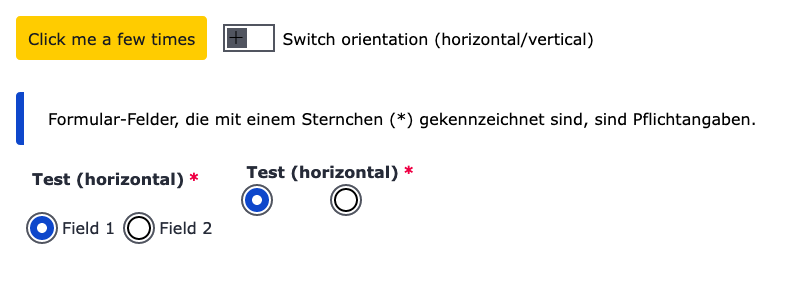 Click me a few times
Switch orientation (horizontal/vertical)
Formular-Felder, die mit einem Sternchen (*) gekennzeichnet sind, sind Pflichtangaben.
Test (horizontal) *
Field 1 Field 2
Test (horizontal) *